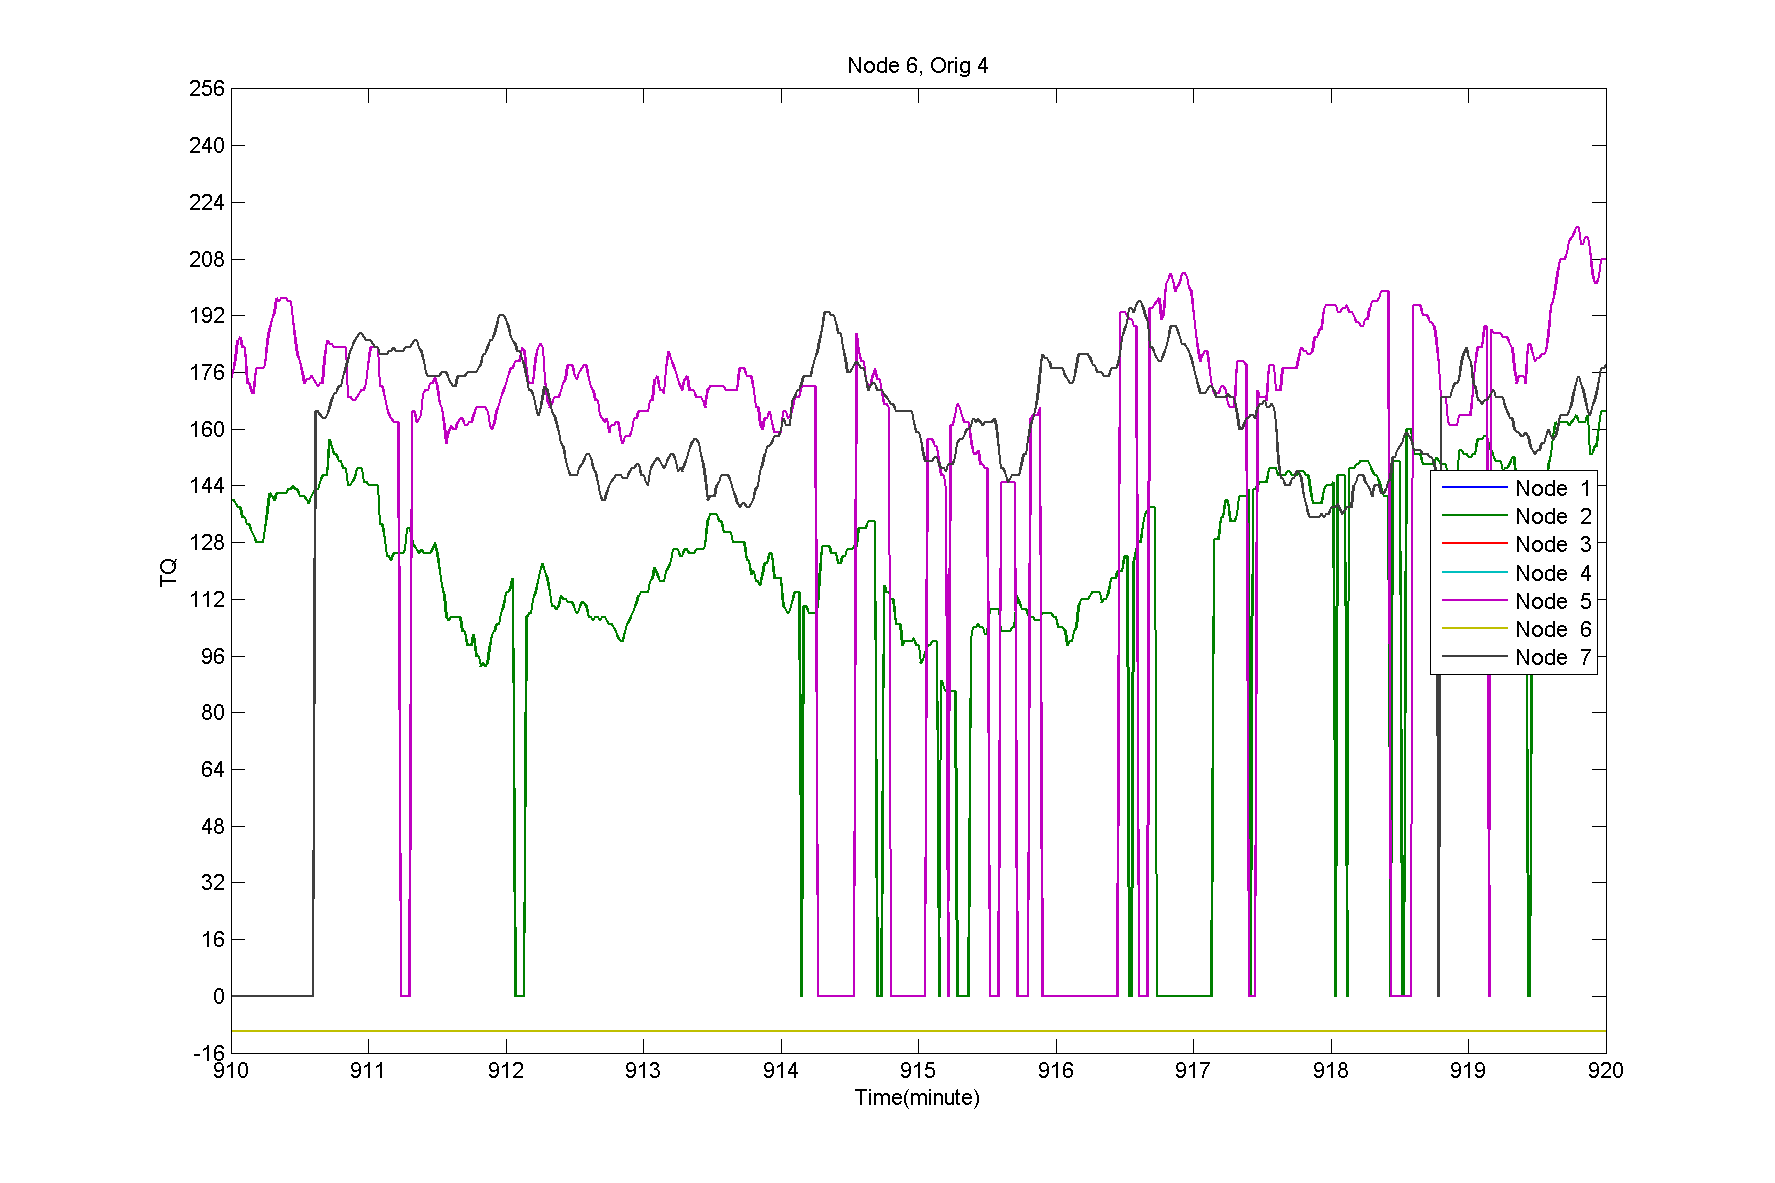 Node 6, Orig 4
256
240
224
208
192
176
160
144
128
112
96
80
64
48
32
16
0
-16
TQ
Node 1
Node 2
Node 3
Node 4
Node 5
Node 6
Node 7
910 911 912 913 914 915 916 917 918 919 920
Time(minute)